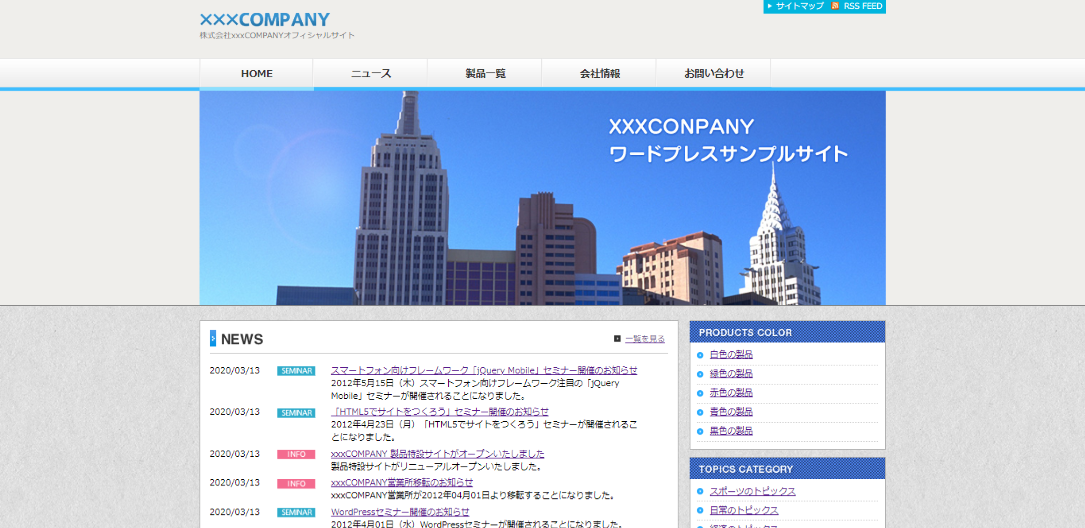 サイトマップ RSS FEED
×××COMPANY
株式会社xxxCOMPANYオフィシャルサイト
HOME ニュース 製品一覧 会社情報 お問い合わせ
XXXCONPANY
ワードプレスサンプルサイト
NEWS 一覧を見る
2020/03/13 SEMINAR スマートフォン向けフレームワーク「jQuery Mobile」セミナー開催のお知らせ
2012年5月15日（木）スマートフォン向けフレームワーク注目の「jQuery
Mobile」セミナーが開催されることになりました。
2020/03/13 SEMINAR 「HTML5でサイトをつくろう」セミナー開催のお知らせ
2012年4月23日（月）「HTML5でサイトをつくろう」セミナーが開催されるこ
とになりました。
2020/03/13 INFO xxxCOMPANY 製品特設サイトがオープンいたしました
製品特設サイトがリニューアルオープンいたしました。
2020/03/13 INFO xxxCOMPANY営業所移転のお知らせ
xxxCOMPANY営業所が2012年04月01日より移転することになりました。
2020/03/13 SEMINAR WordPressセミナー開催のお知らせ
2012年04月01日（水）WordPressセミナーが開催されることになりました。
PRODUCTS COLOR
白色の製品
緑色の製品
赤色の製品
青色の製品
黒色の製品
TOPICS CATEGORY
スポーツのトピックス
日常のトピックス
経済のトピックス